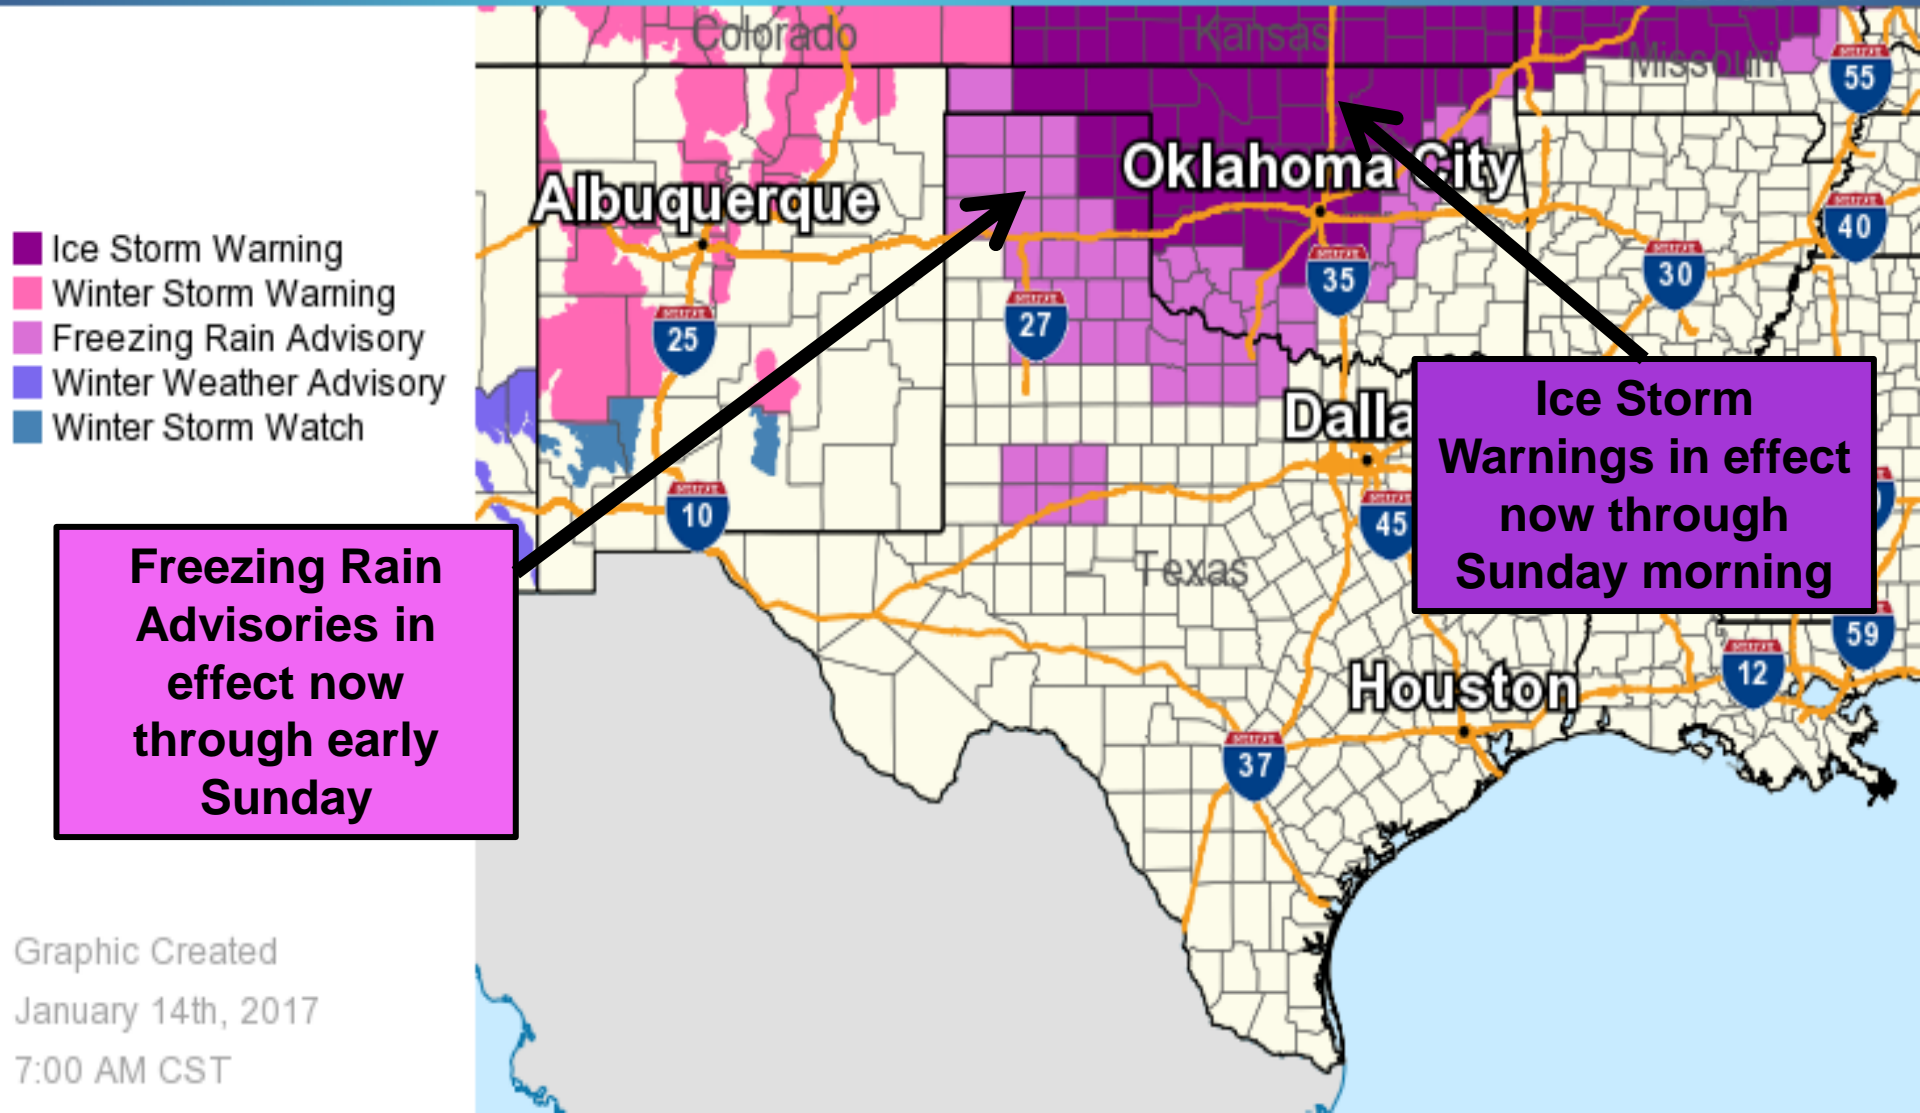 Colorado
Kansas
Missouri
55
Oklahoma City
Albuquerque
40
Ice Storm Warning
Winter Storm Warning
Freezing Rain Advisory
Winter Weather Advisory
Winter Storm Watch
35
30
27
25
Ice Storm
Warnings in effect
now through
Sunday morning
Dalla
10
45
Freezing Rain
Advisories in
effect now
through early
Sunday
Texas
59
12
Houston
37
Graphic Created
January 14th, 2017
7:00 AM CST